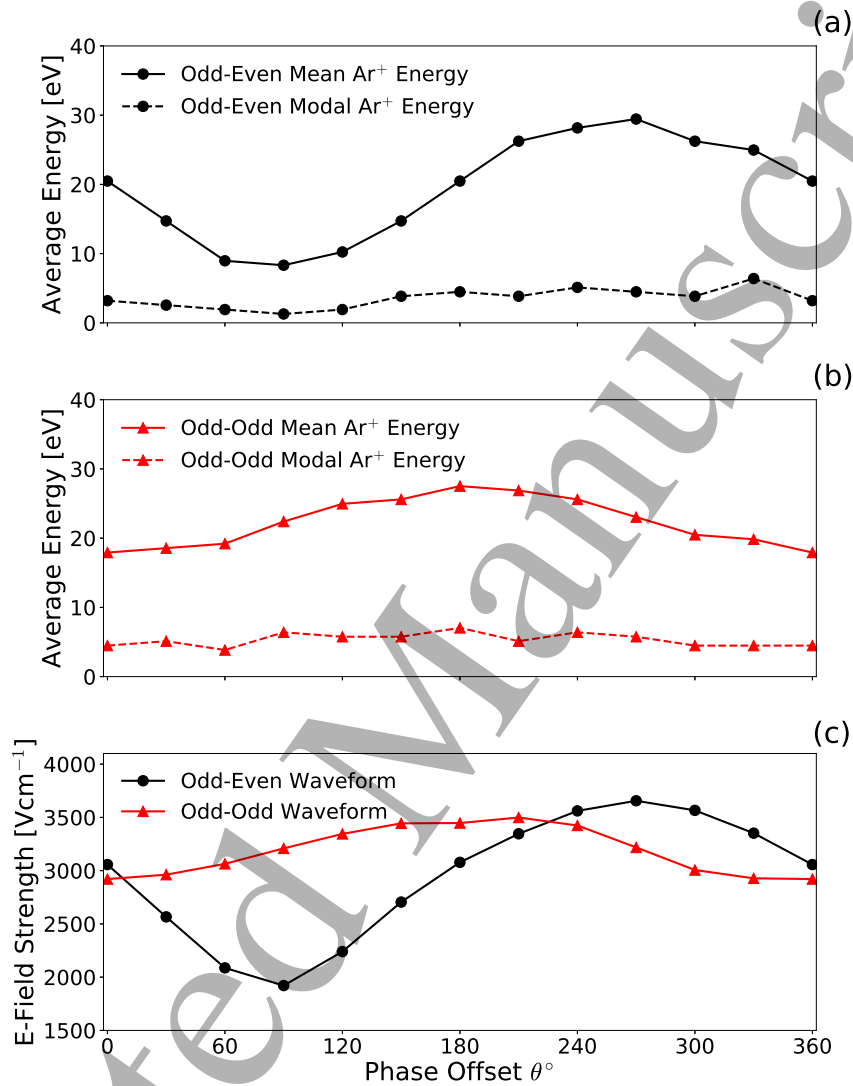 (a)
40
30
20
10
0
Average Energy [eV]
Odd-Even Mean Ar⁺ Energy
Odd-Even Modal Ar⁺ Energy
(b)
40
30
20
10
0
Average Energy [eV]
Odd-Odd Mean Ar⁺ Energy
Odd-Odd Modal Ar⁺ Energy
(c)
4000
3500
3000
2500
2000
1500
E-Field Strength [Vcm⁻¹]
Odd-Even Waveform
Odd-Odd Waveform
0 60 120 180 240 300 360
Phase Offset θ°
ted Manuscri